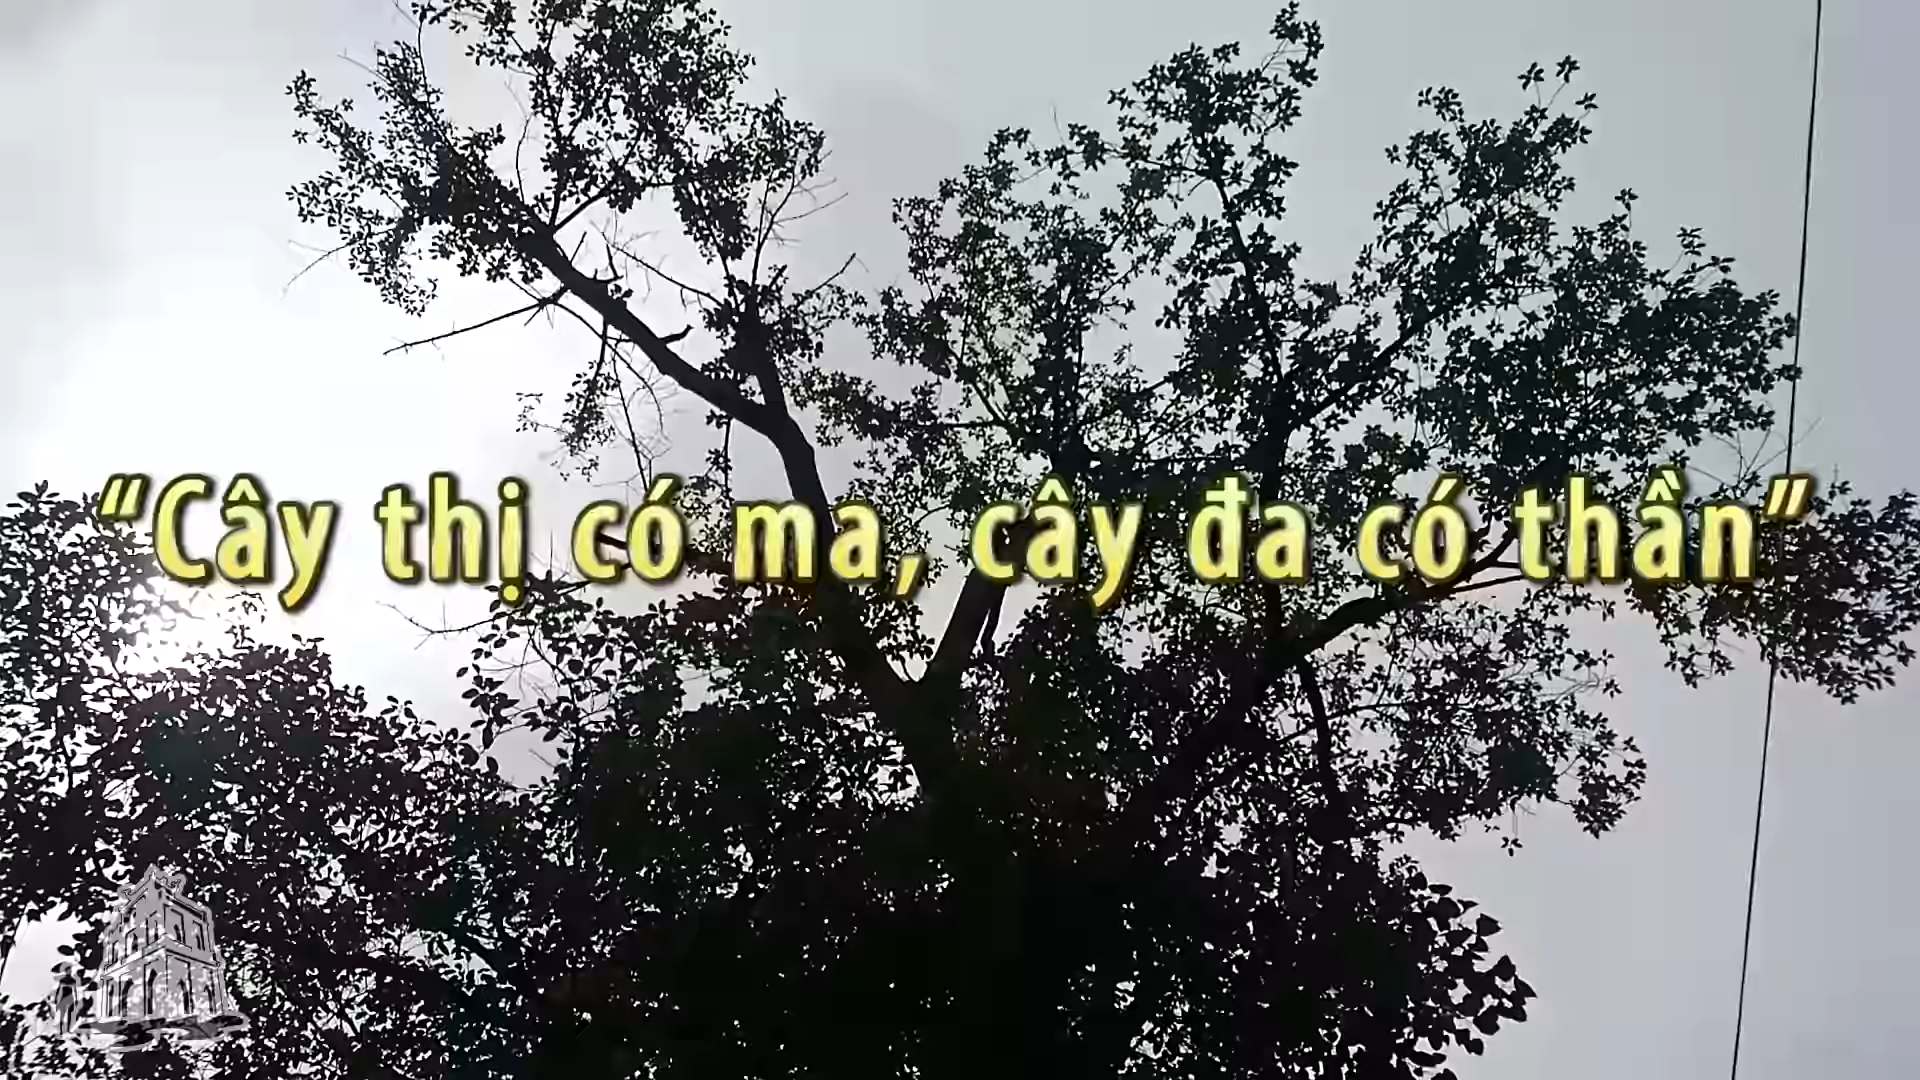 “Cây thị có ma, cây đa có thần”